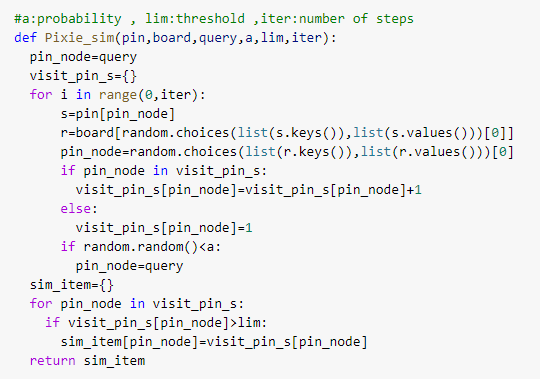 #a:probability , lim:threshold ,iter:number of steps
def Pixie_sim(pin,board,query,a,lim,iter):
  pin_node=query
  visit_pin_s={}
  for i in range(0,iter):
      s=pin[pin_node]
      r=board[random.choices(list(s.keys()),list(s.values()))[0]]
      pin_node=random.choices(list(r.keys()),list(r.values()))[0]
      if pin_node in visit_pin_s:
        visit_pin_s[pin_node]=visit_pin_s[pin_node]+1
      else:
        visit_pin_s[pin_node]=1
      if random.random()<a:
        pin_node=query
  sim_item={}
  for pin_node in visit_pin_s:
    if visit_pin_s[pin_node]>lim:
      sim_item[pin_node]=visit_pin_s[pin_node]
  return sim_item